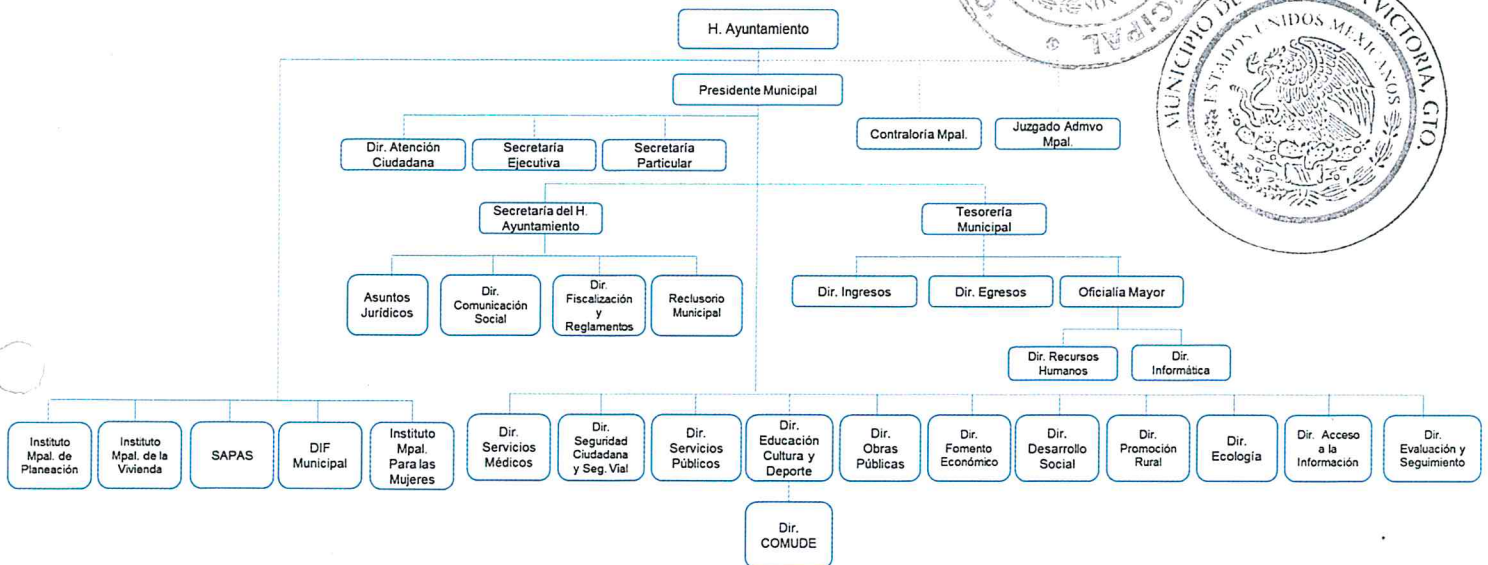 H. Ayuntamiento
Presidente Municipal
Contraloría Mpal.
Juzgado Admvo
Mpal.
Dir. Atención
Ciudadana
Secretaría
Ejecutiva
Secretaría
Particular
Secretaría del H.
Ayuntamiento
Tesorería
Municipal
Asuntos
Jurídicos
Dir.
Comunicación
Social
Dir.
Fiscalización
y
Reglamentos
Reclusorio
Municipal
Dir. Ingresos
Dir. Egresos
Oficialía Mayor
Dir. Recursos
Humanos
Dir.
Informática
Instituto
Mpal. de
Planeación
Instituto
Mpal. de la
Vivienda
SAPAS
DIF
Municipal
Instituto
Mpal.
Para las
Mujeres
Dir.
Servicios
Médicos
Dir.
Seguridad
Ciudadana
y Seg. Vial
Dir.
Servicios
Públicos
Dir.
Educación
Cultura y
Deporte
Dir.
Obras
Públicas
Dir.
Fomento
Económico
Dir.
Desarrollo
Social
Dir.
Promoción
Rural
Dir.
Ecología
Dir. Acceso
a la
Información
Dir.
Evaluación y
Seguimiento
Dir.
COMUDE
MUNICIPIO DE VICTORIA, GTO.
ESTADOS UNIDOS MEXICANOS